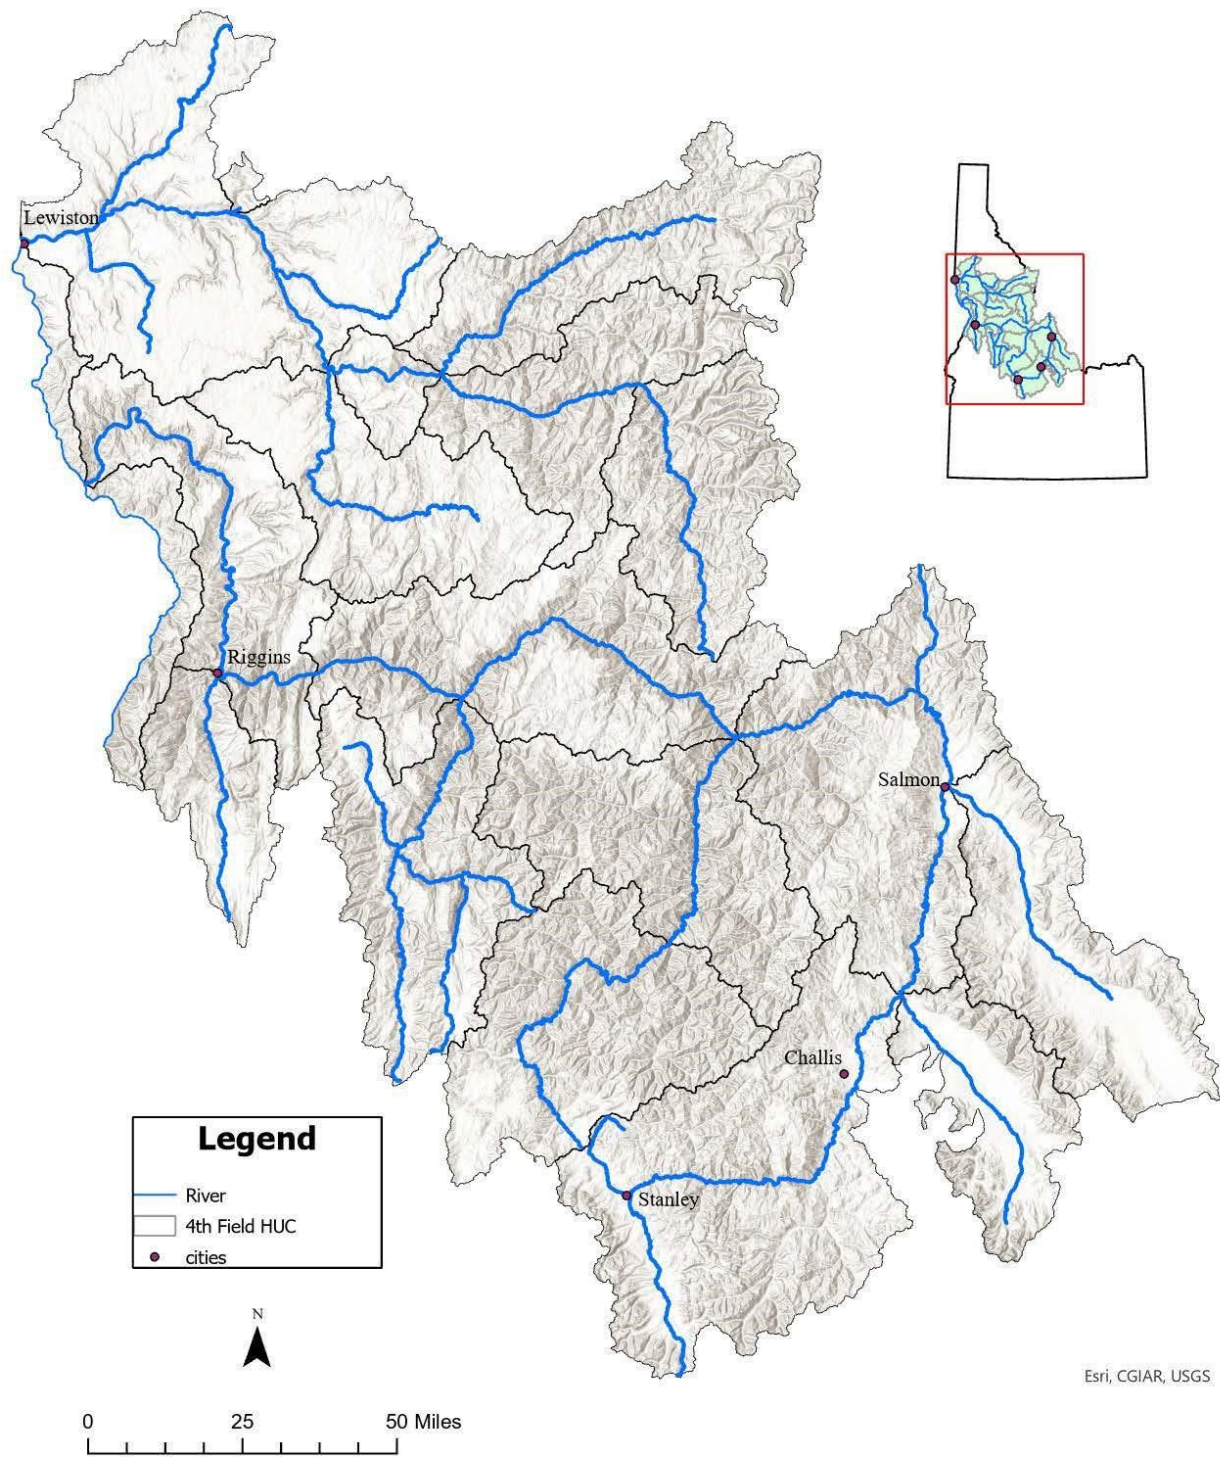 Lewiston
Riggins
Salmon
Challis
Stanley
Legend
River
4th Field HUC
cities
N
Esri, CGIAR, USGS
0 25 50 Miles